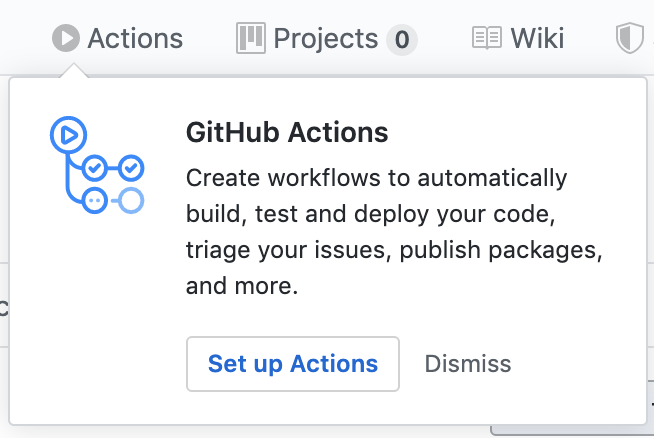 Actions Projects 0 Wiki
GitHub Actions
Create workflows to automatically
build, test and deploy your code,
triage your issues, publish packages,
and more.
Set up Actions Dismiss